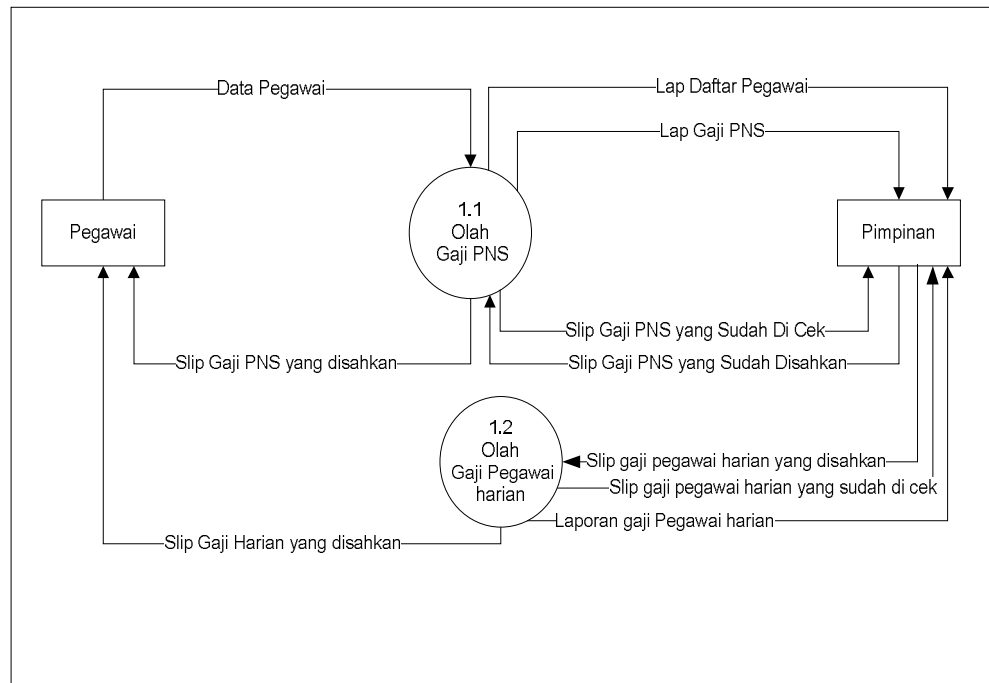 Data Pegawai
Lap Daftar Pegawai
Lap Gaji PNS
1.1
Olah
Gaji PNS
Pegawai
Pimpinan
Slip Gaji PNS yang Sudah Di Cek
Slip Gaji PNS yang disahkan
Slip Gaji PNS yang Sudah Disahkan
1.2
Olah
Gaji Pegawai
harian
Slip gaji pegawai harian yang disahkan
Slip gaji pegawai harian yang sudah di cek
Laporan gaji Pegawai harian
Slip Gaji Harian yang disahkan